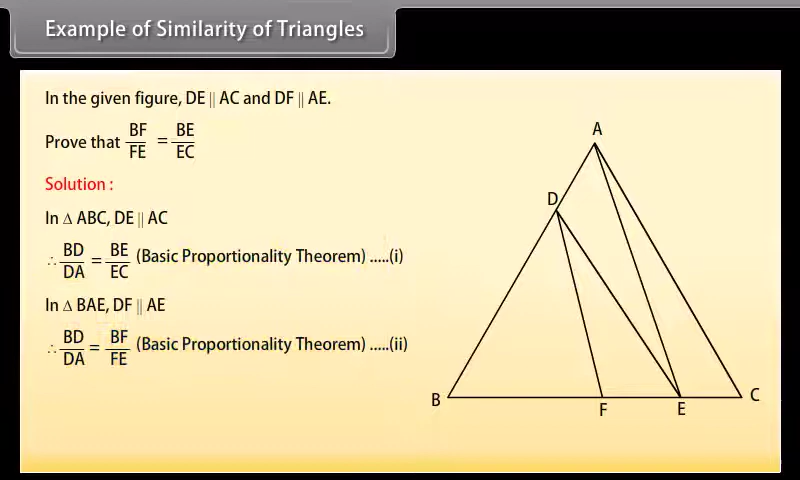 Example of Similarity of Triangles
In the given figure, DE || AC and DF || AE.
Prove that BF/FE = BE/EC
Solution :
In Δ ABC, DE || AC
∴ BD/DA = BE/EC (Basic Proportionality Theorem) .....(i)
In Δ BAE, DF || AE
∴ BD/DA = BF/FE (Basic Proportionality Theorem) .....(ii)
A
D
B
F
E
C